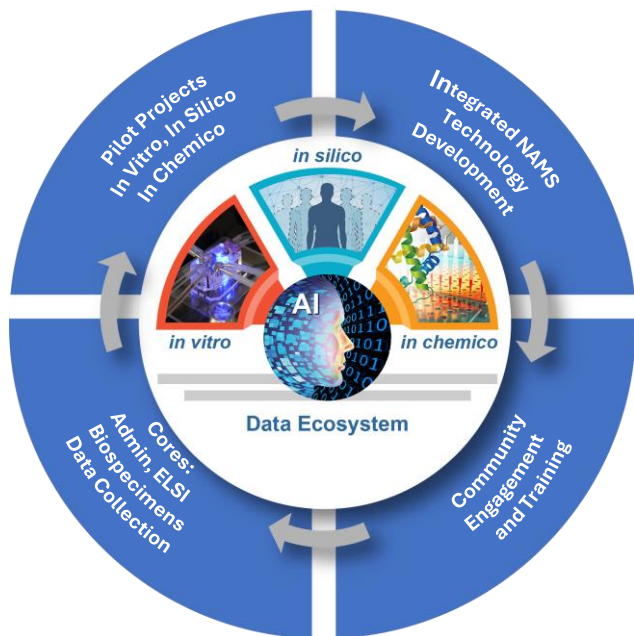 Pilot Projects
In Vitro, In Silico
In Chemico
Integrated NAMS
Technology
Development
in silico
AI
in vitro
in chemico
Data Ecosystem
Cores:
Admin, ELSI
Biospecimens
Data Collection
Community
Engagement
and Training